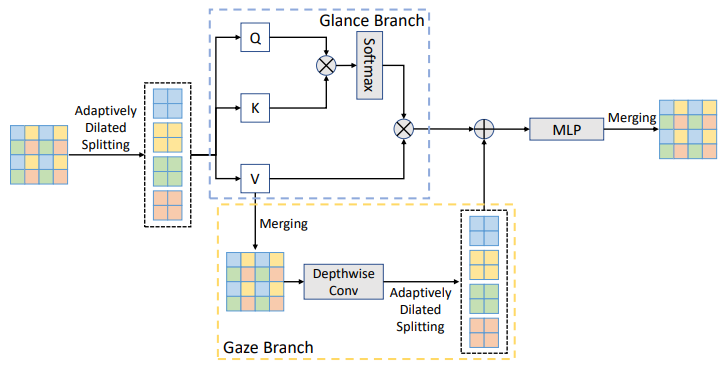 Glance Branch
Q
Softmax
Adaptively
Dilated
Splitting
K
MLP
Merging
V
Merging
Depthwise
Conv
Adaptively
Dilated
Splitting
Gaze Branch